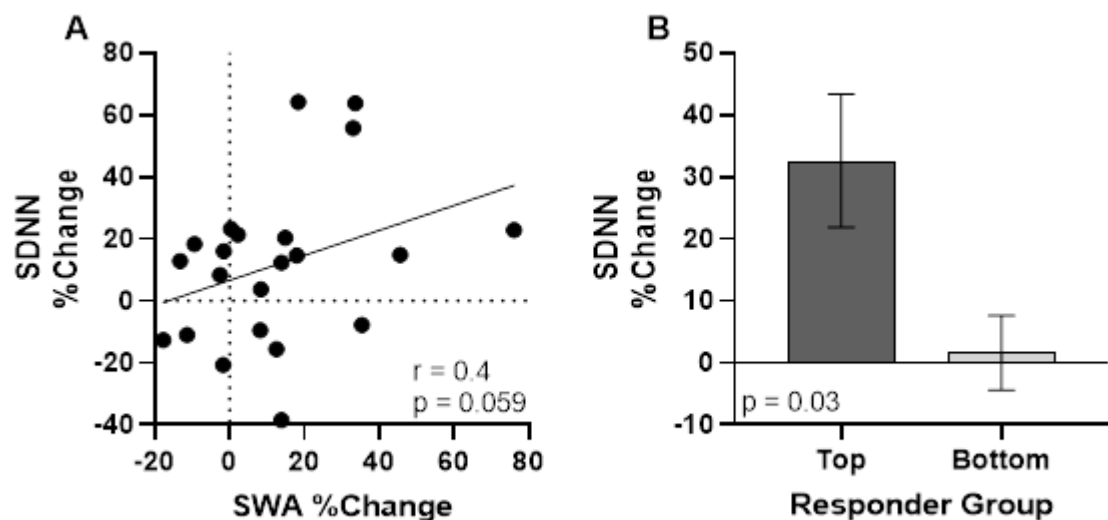 A
80
60
40
20
0
-20
-40
SDNN
%Change
-20 0 20 40 60 80
SWA %Change
r = 0.4
p = 0.059
B
50
40
30
20
10
0
-10
SDNN
%Change
p = 0.03
Top Bottom
Responder Group